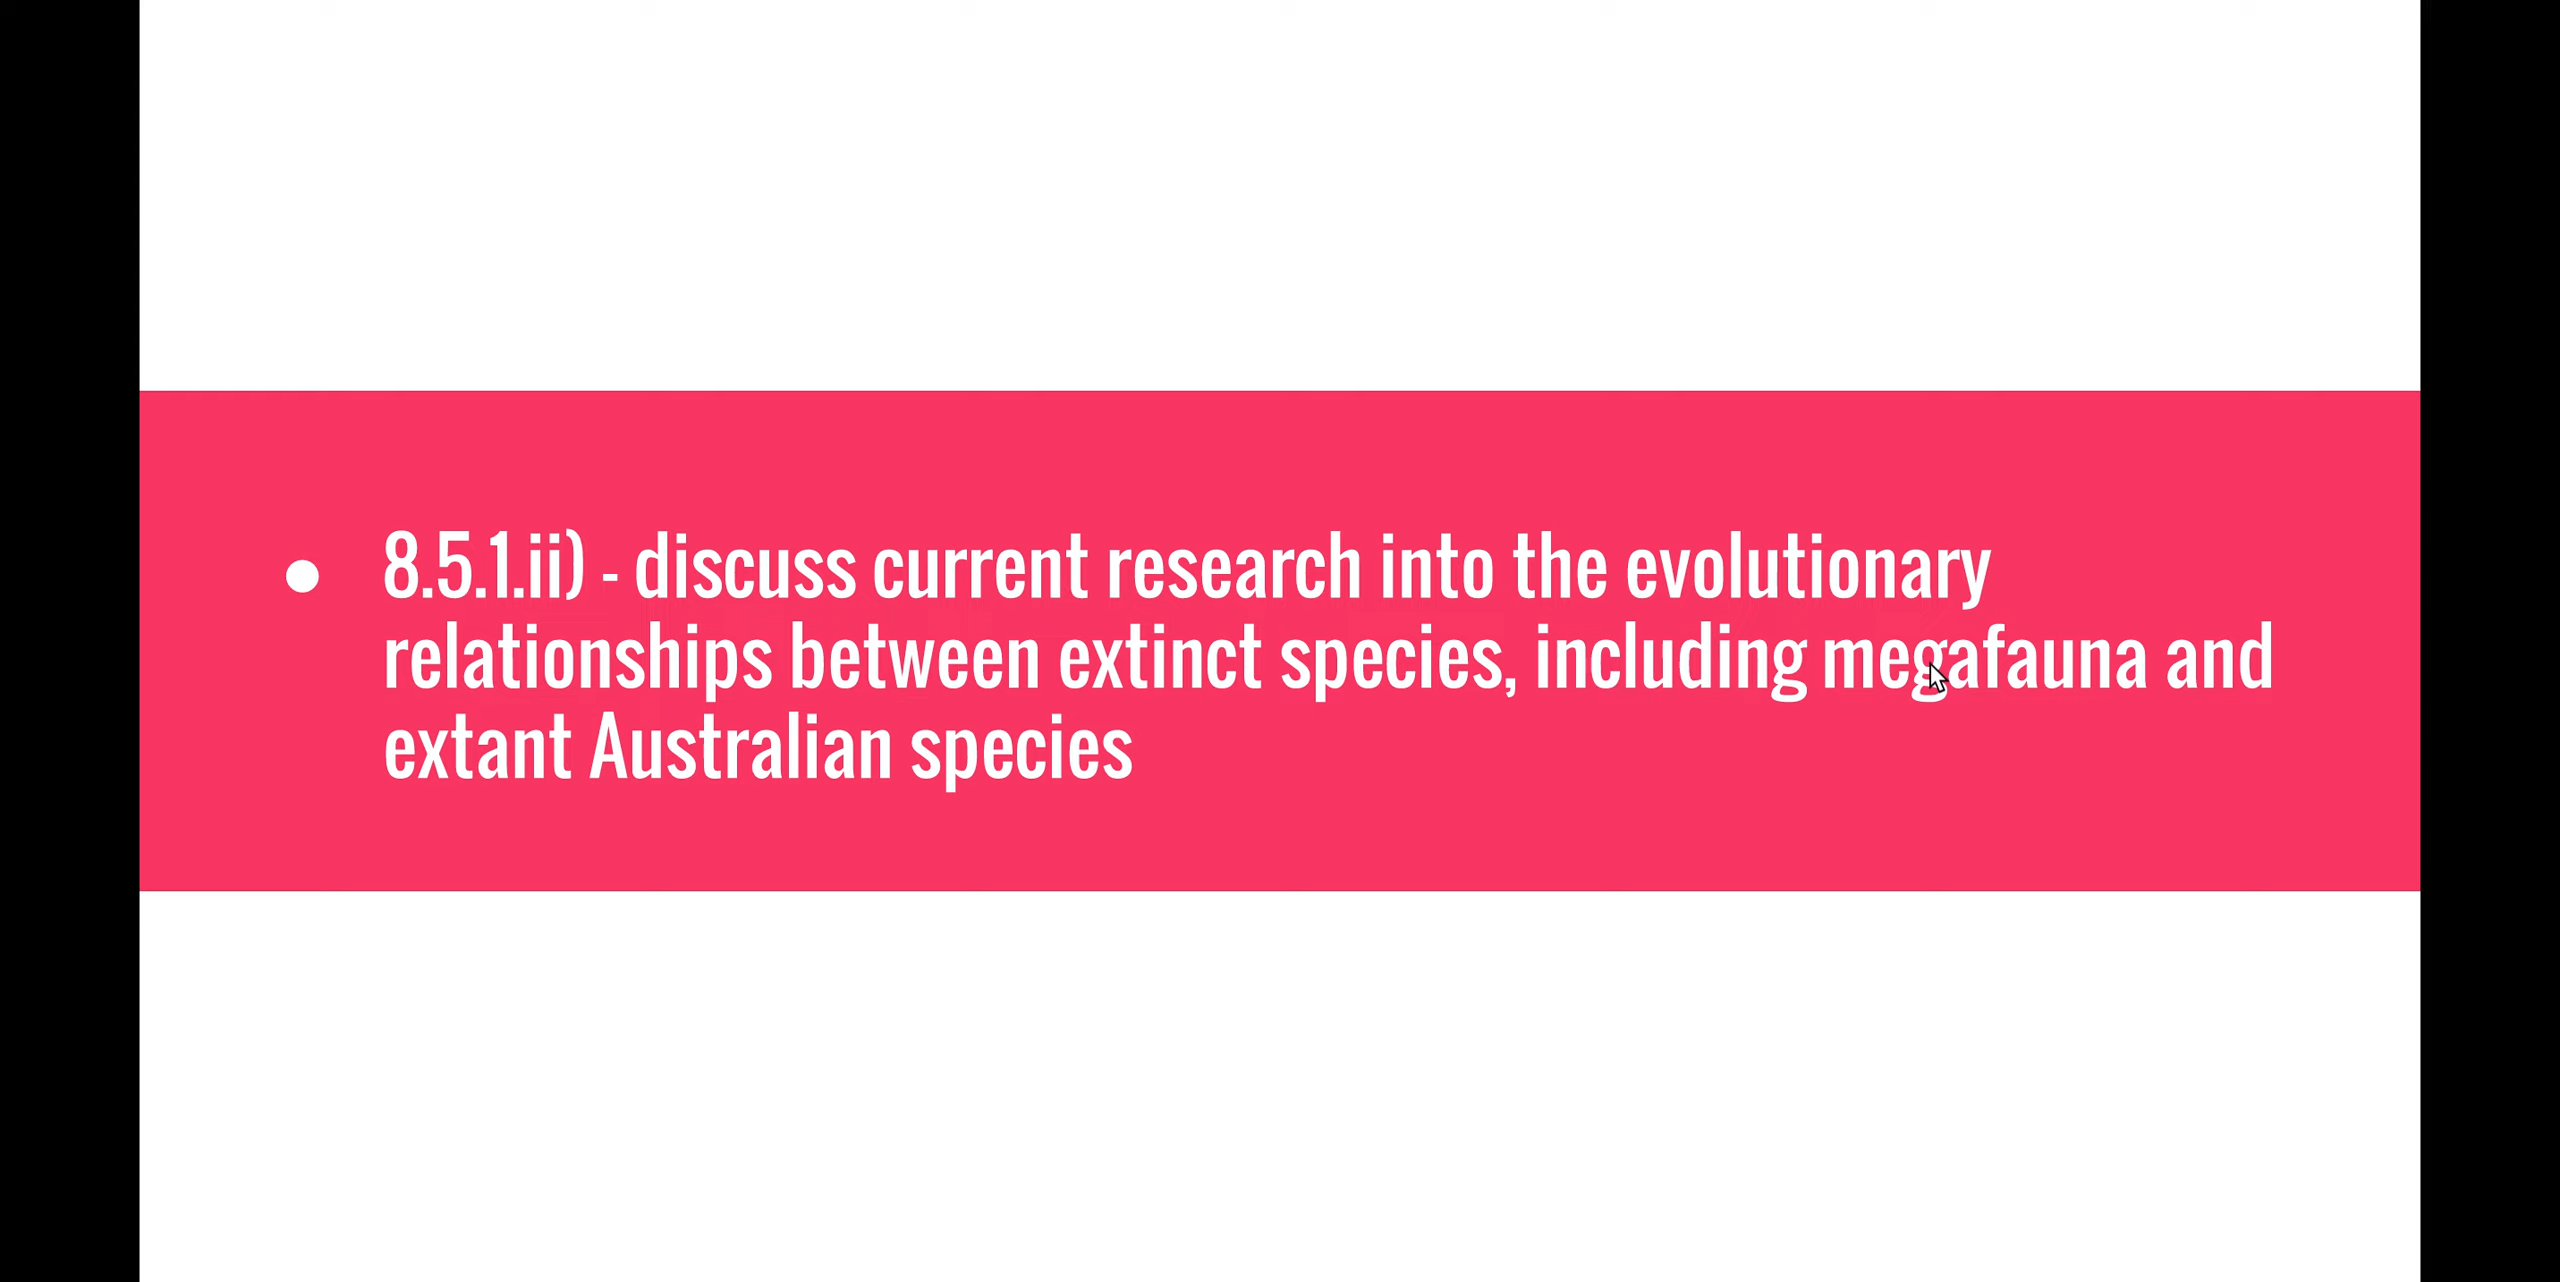 ● 8.5.1.ii) - discuss current research into the evolutionary
relationships between extinct species, including megafauna and
extant Australian species